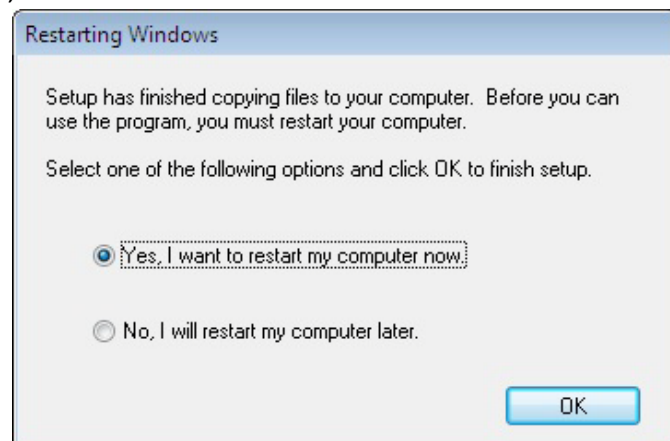 Restarting Windows
Setup has finished copying files to your computer.  Before you can
use the program, you must restart your computer.
Select one of the following options and click OK to finish setup.
Yes, I want to restart my computer now.
No, I will restart my computer later.
OK